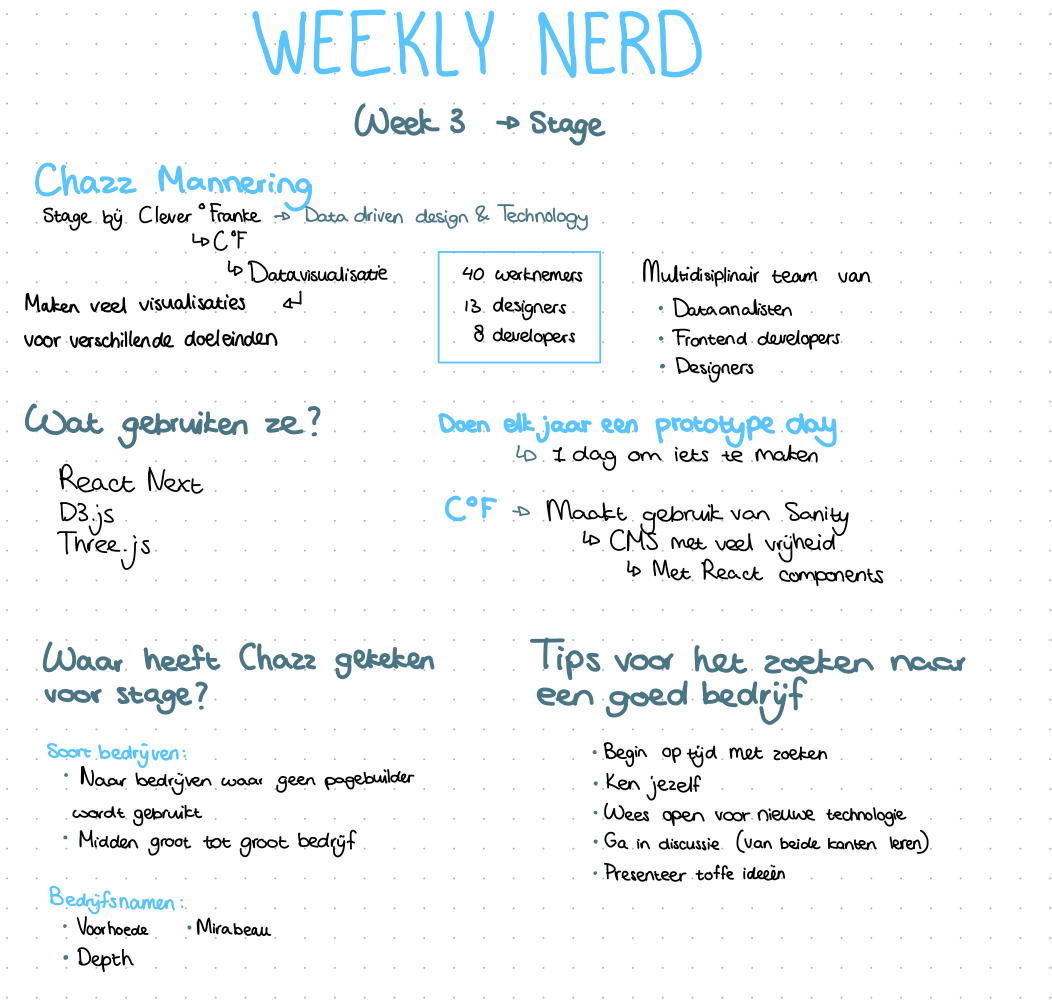 WEEKLY NERD
Week 3 → Stage
Chazz Mannering
Stage bij Clever °Franke → Data driven design & Technology
↳ C°F
↳ Datavisualisatie
Maken veel visualisaties ↵
voor verschillende doeleinden
40 werknemers
13 designers
8 developers
Multidisiplinair team van
• Data analisten
• Frontend developers
• Designers
Wat gebruiken ze?
React Next
D3.js
Three.js
Doen elk jaar een prototype day
↳ 1 dag om iets te maken
C°F → Maakt gebruik van Sanity
↳ CMS met veel vrijheid
↳ Met React components
Waar heeft Chazz gekeken
voor stage?
Soort bedrijven:
• Naar bedrijven waar geen pagebuilder
wordt gebruikt
• Midden groot tot groot bedrijf
Bedrijfsnamen:
• Voorhoede • Mirabeau
• Depth
Tips voor het zoeken naar
een goed bedrijf
• Begin op tijd met zoeken
• Ken jezelf
• Wees open voor nieuwe technologie
• Ga in discussie (van beide kanten leren)
• Presenteer toffe ideeën